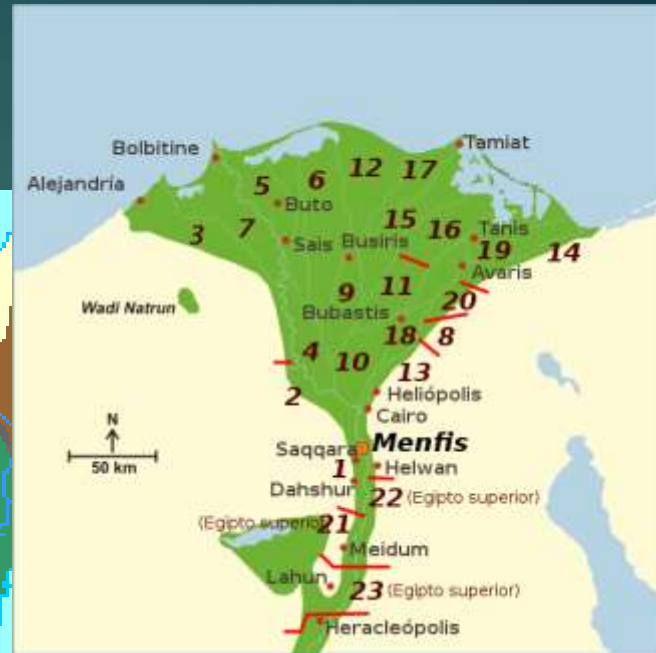 Bolbitine
Tamiat
12 17
6
5
Alejandría
Buto
15
16
3 7
Tanis
Sais Busiris
19 14
Avaris
9 11
20
Wadi Natrun
Bubastis
18 8
4 10
13
2
Heliópolis
Cairo
N
50 km
Menfis
Saqqara
1
Helwan
Dahshur
22 (Egipto superior)
(Egipto superior) 21
Meidum
Lahun
23 (Egipto superior)
Heracleópolis